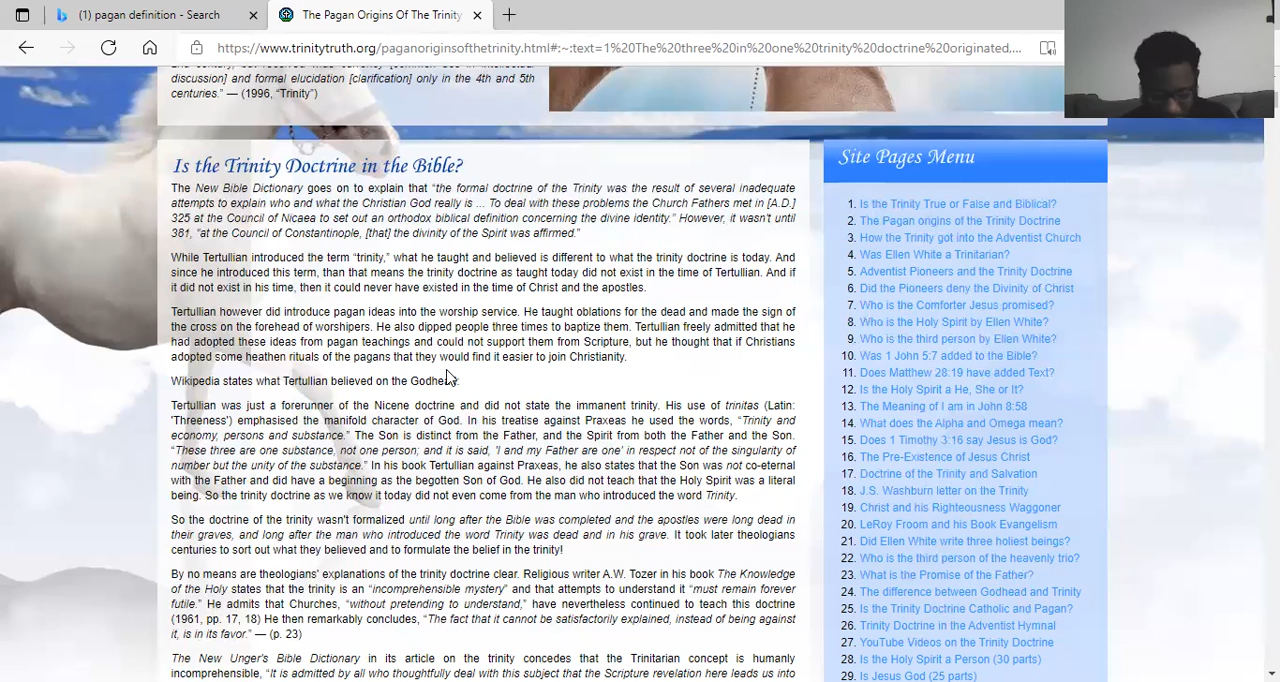 (1) pagan definition - Search
The Pagan Origins Of The Trinity
https://www.trinitytruth.org/paganoriginsofthetrinity.html#:~:text=1%20The%20three%20in%20one%20trinity%20doctrine%20originated,...
discussion] and formal elucidation [clarification] only in the 4th and 5th
centuries." — (1996, "Trinity")
Is the Trinity Doctrine in the Bible?
The New Bible Dictionary goes on to explain that "the formal doctrine of the Trinity was the result of several inadequate
attempts to explain who and what the Christian God really is ... To deal with these problems the Church Fathers met in [A.D.]
325 at the Council of Nicaea to set out an orthodox biblical definition concerning the divine identity." However, it wasn't until
381, "at the Council of Constantinople, [that] the divinity of the Spirit was affirmed."
While Tertullian introduced the term "trinity," what he taught and believed is different to what the trinity doctrine is today. And
since he introduced this term, than that means the trinity doctrine as taught today did not exist in the time of Tertullian. And if
it did not exist in his time, then it could never have existed in the time of Christ and the apostles.
Tertullian however did introduce pagan ideas into the worship service. He taught oblations for the dead and made the sign of
the cross on the forehead of worshipers. He also dipped people three times to baptize them. Tertullian freely admitted that he
had adopted these ideas from pagan teachings and could not support them from Scripture, but he thought that if Christians
adopted some heathen rituals of the pagans that they would find it easier to join Christianity.
Wikipedia states what Tertullian believed on the Godhead.
Tertullian was just a forerunner of the Nicene doctrine and did not state the immanent trinity. His use of trinitas (Latin:
'Threeness') emphasised the manifold character of God. In his treatise against Praxeas he used the words, "Trinity and
economy, persons and substance." The Son is distinct from the Father, and the Spirit from both the Father and the Son.
"These three are one substance, not one person; and it is said, 'I and my Father are one' in respect not of the singularity of
number but the unity of the substance." In his book Tertullian against Praxeas, he also states that the Son was not co-eternal
with the Father and did have a beginning as the begotten Son of God. He also did not teach that the Holy Spirit was a literal
being. So the trinity doctrine as we know it today did not even come from the man who introduced the word Trinity.
So the doctrine of the trinity wasn't formalized until long after the Bible was completed and the apostles were long dead in
their graves, and long after the man who introduced the word Trinity was dead and in his grave. It took later theologians
centuries to sort out what they believed and to formulate the belief in the trinity!
By no means are theologians' explanations of the trinity doctrine clear. Religious writer A.W. Tozer in his book The Knowledge
of the Holy states that the trinity is an "incomprehensible mystery" and that attempts to understand it "must remain forever
futile." He admits that Churches, "without pretending to understand," have nevertheless continued to teach this doctrine
(1961, pp. 17, 18) He then remarkably concludes, "The fact that it cannot be satisfactorily explained, instead of being against
it, is in its favor." — (p. 23)
The New Unger's Bible Dictionary in its article on the trinity concedes that the Trinitarian concept is humanly
incomprehensible, "It is admitted by all who thoughtfully deal with this subject that the Scripture revelation here leads us into
Site Pages Menu
1. Is the Trinity True or False and Biblical?
2. The Pagan origins of the Trinity Doctrine
3. How the Trinity got into the Adventist Church
4. Was Ellen White a Trinitarian?
5. Adventist Pioneers and the Trinity Doctrine
6. Did the Pioneers deny the Divinity of Christ
7. Who is the Comforter Jesus promised?
8. Who is the Holy Spirit by Ellen White?
9. Who is the third person by Ellen White?
10. Was 1 John 5:7 added to the Bible?
11. Does Matthew 28:19 have added Text?
12. Is the Holy Spirit a He, She or It?
13. The Meaning of I am in John 8:58
14. What does the Alpha and Omega mean?
15. Does 1 Timothy 3:16 say Jesus is God?
16. The Pre-Existence of Jesus Christ
17. Doctrine of the Trinity and Salvation
18. J.S. Washburn letter on the Trinity
19. Christ and his Righteousness Waggoner
20. LeRoy Froom and his Book Evangelism
21. Did Ellen White write three holiest beings?
22. Who is the third person of the heavenly trio?
23. What is the Promise of the Father?
24. The difference between Godhead and Trinity
25. Is the Trinity Doctrine Catholic and Pagan?
26. Trinity Doctrine in the Adventist Hymnal
27. YouTube Videos on the Trinity Doctrine
28. Is the Holy Spirit a Person (30 parts)
29. Is Jesus God (25 parts)